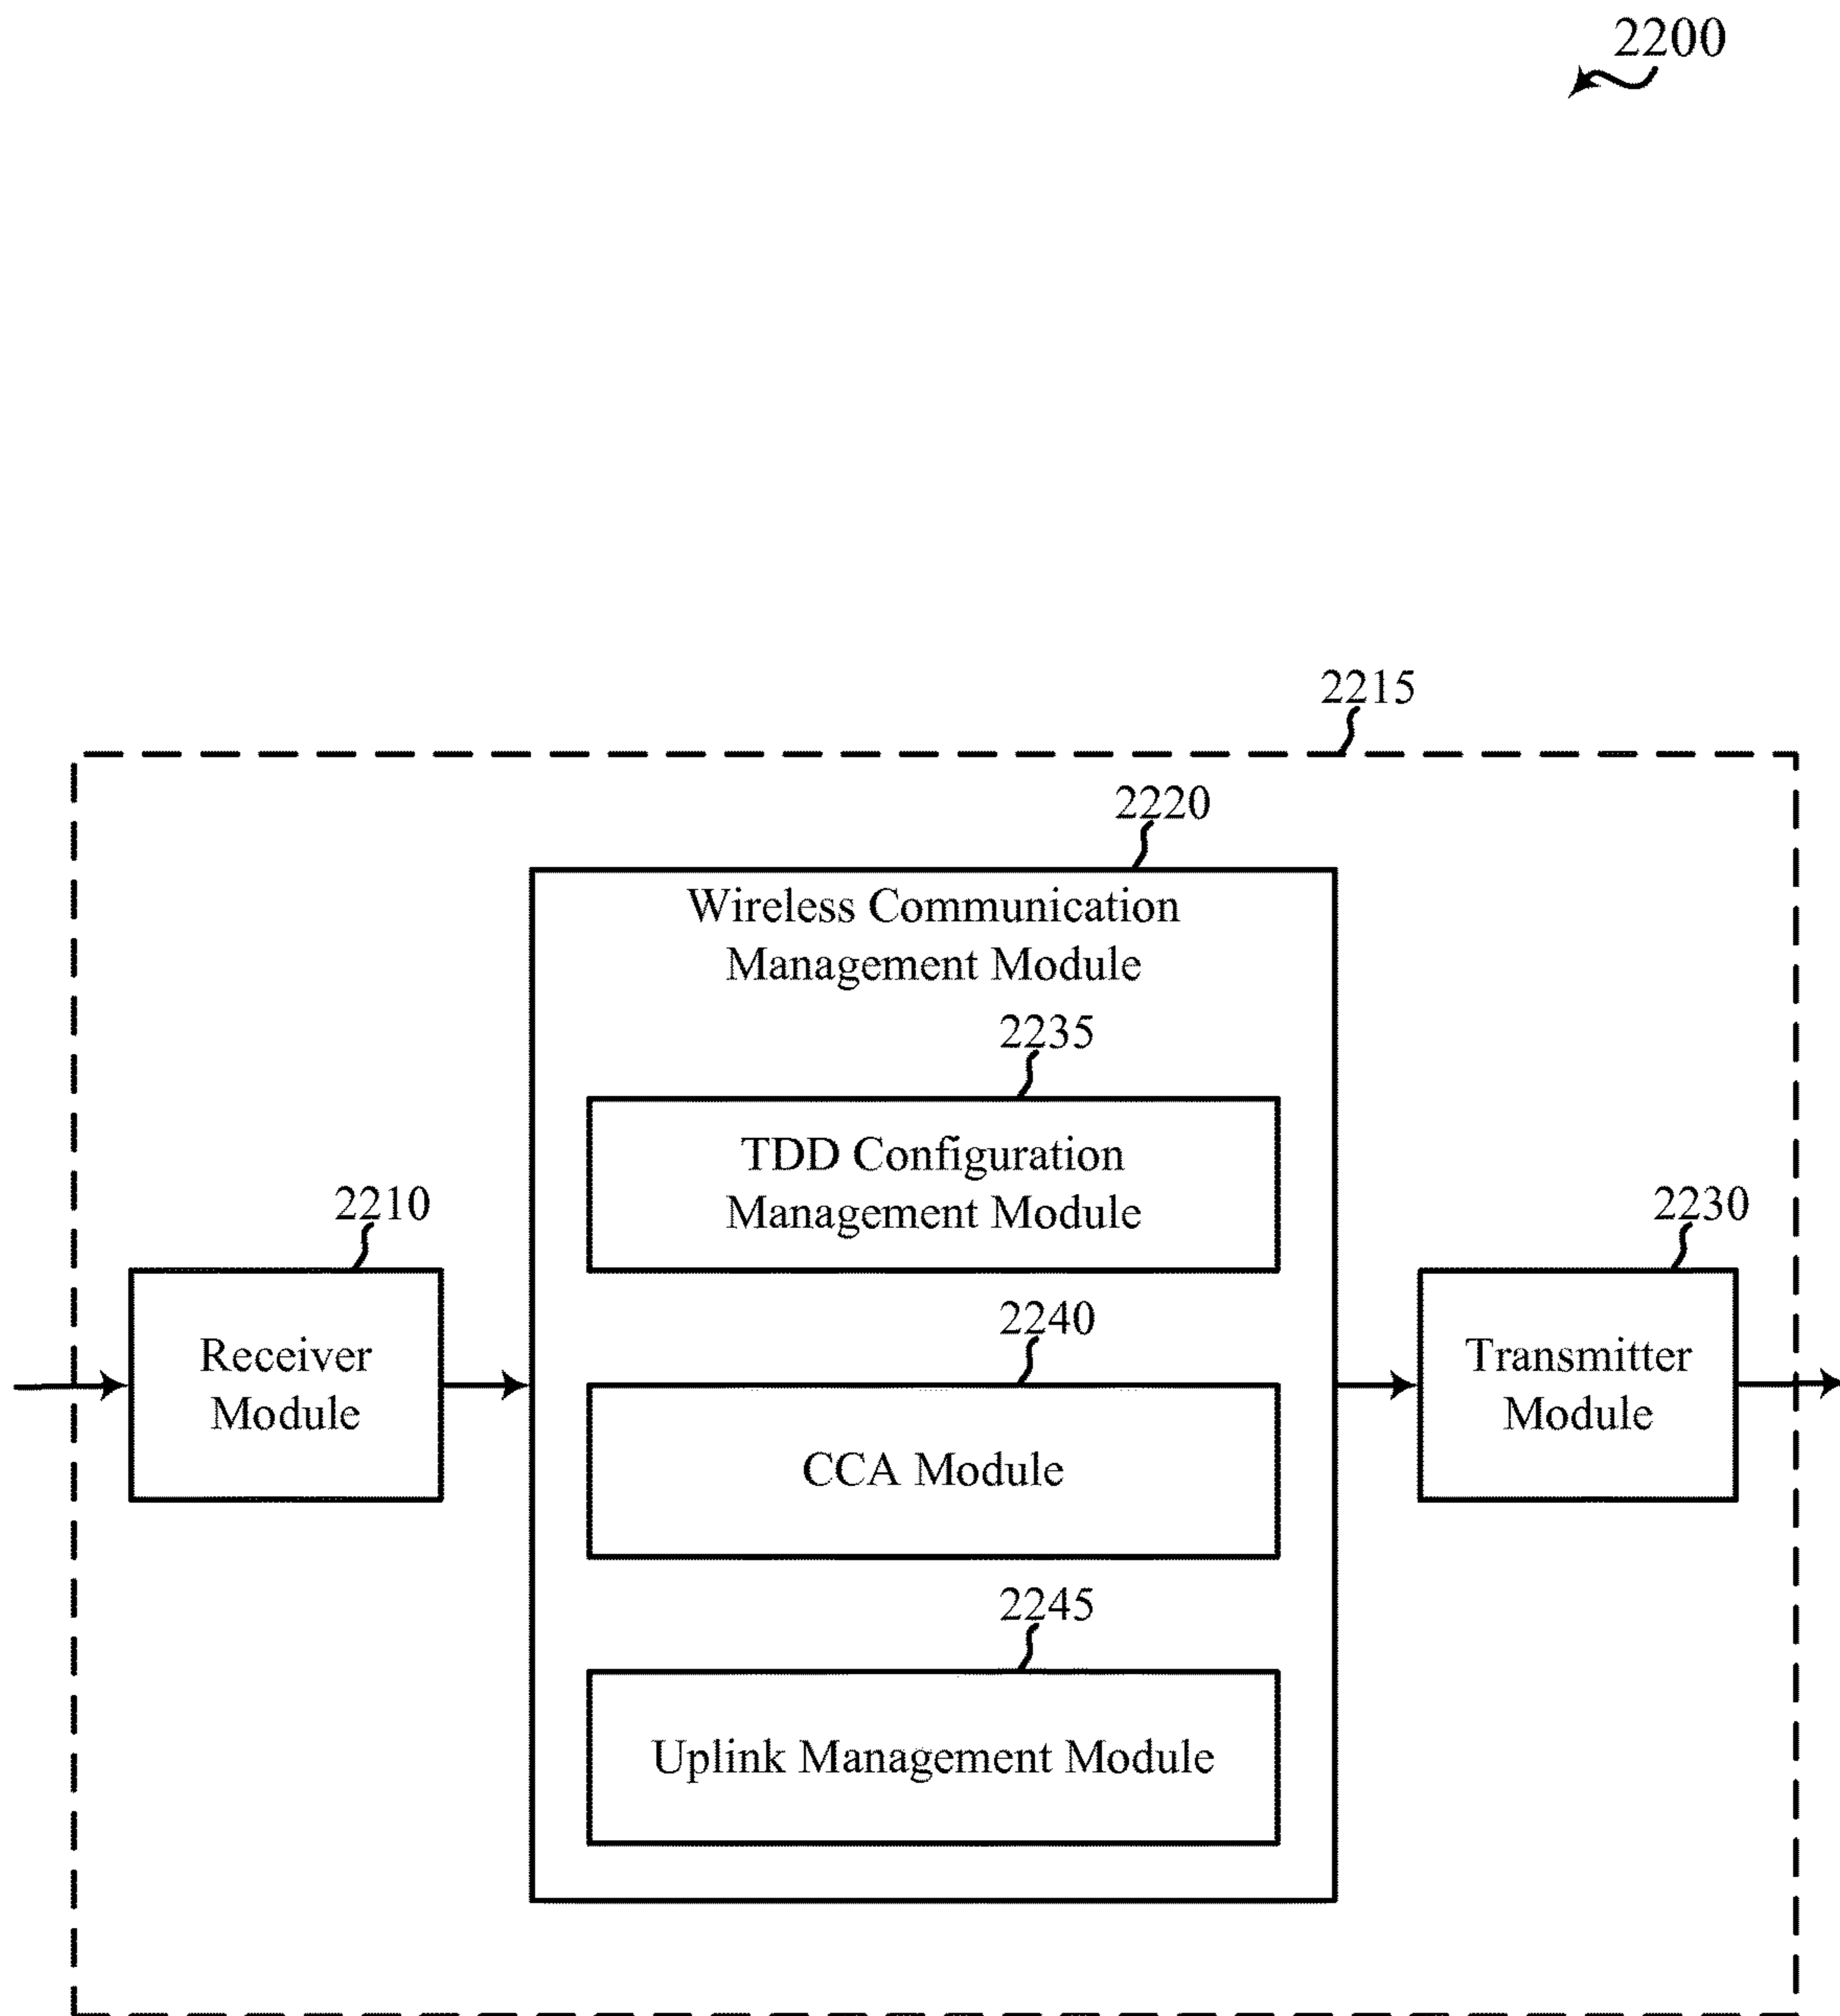 2200
2215
2220
Wireless Communication
Management Module
2235
TDD Configuration
Management Module
2210
Receiver
Module
2240
CCA Module
2230
Transmitter
Module
2245
Uplink Management Module